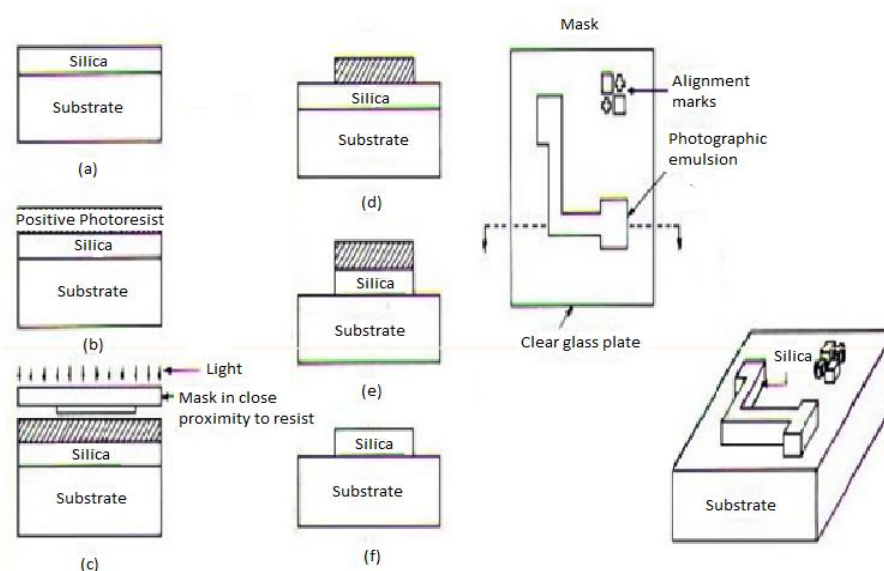 Silica
Substrate
(a)
Positive Photoresist
Silica
Substrate
(b)
Light
Mask in close
proximity to resist
Silica
Substrate
(c)
Silica
Substrate
(d)
Silica
Substrate
(e)
Silica
Substrate
(f)
Mask
Alignment
marks
Photographic
emulsion
Clear glass plate
Silica
Substrate